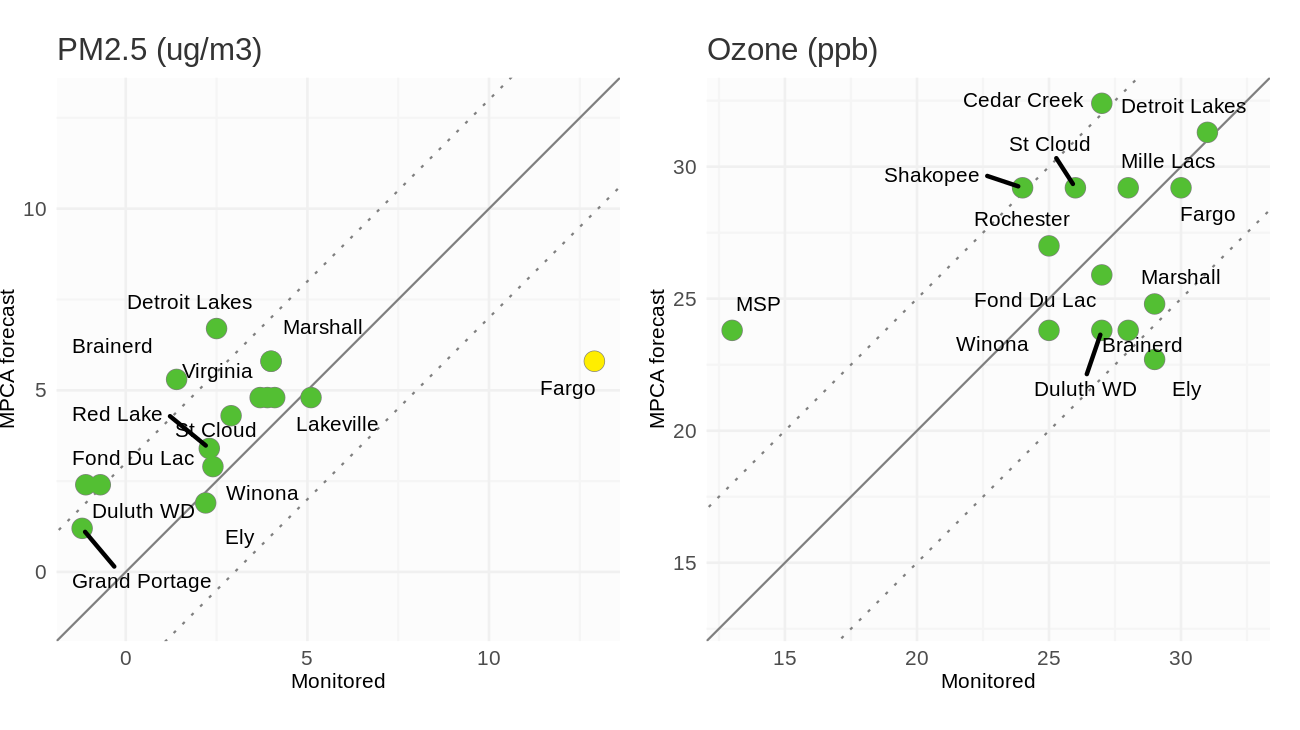 PM2.5 (ug/m3)
MPCA forecast
10
5
0
Detroit Lakes
Marshall
Brainerd
Virginia
Fargo
Red Lake
St Cloud
Lakeville
Fond Du Lac
Winona
Duluth WD
Ely
Grand Portage
0
5
10
Monitored
Ozone (ppb)
MPCA forecast
30
25
20
15
Cedar Creek
Detroit Lakes
St Cloud
Mille Lacs
Shakopee
Rochester
Fargo
Marshall
MSP
Fond Du Lac
Winona
Brainerd
Duluth WD
Ely
15
20
25
30
Monitored